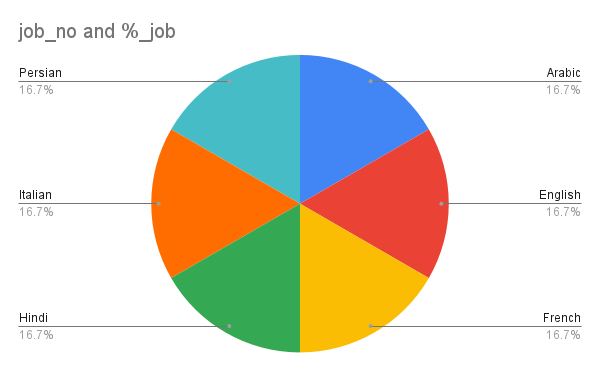 job_no and %_job
Persian
16.7%
Arabic
16.7%
Italian
16.7%
English
16.7%
Hindi
16.7%
French
16.7%